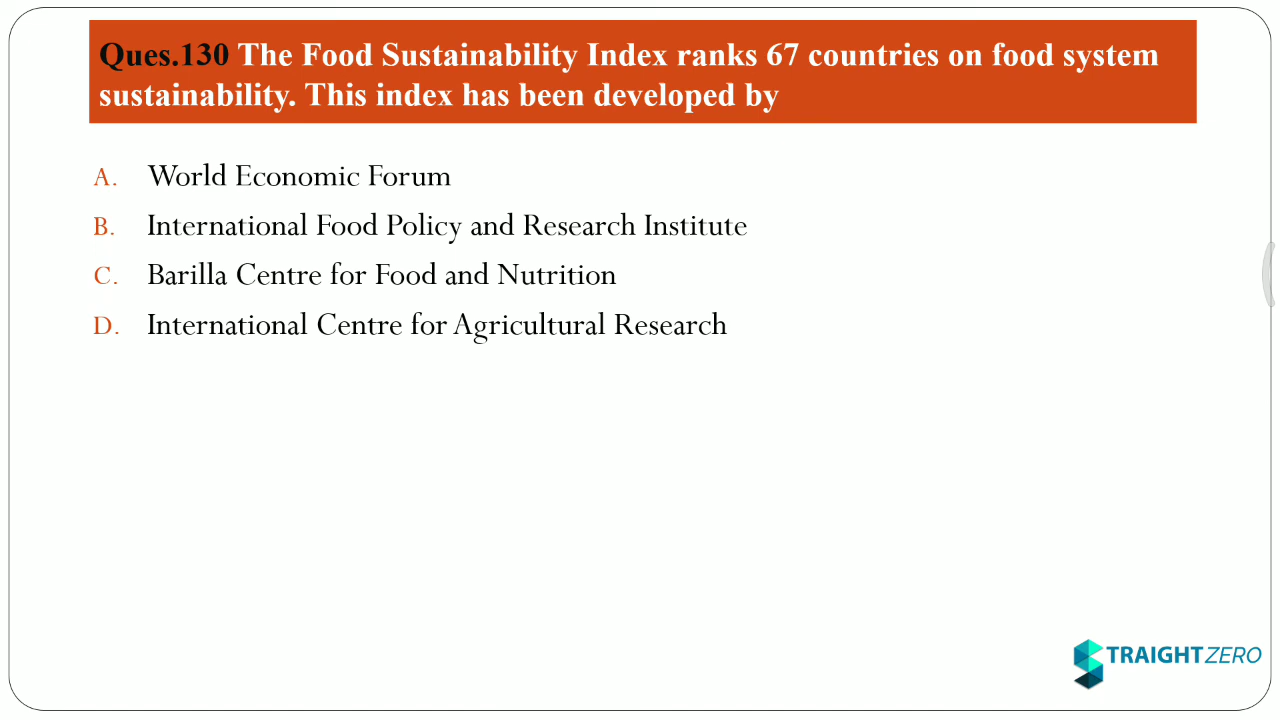 Ques.130 The Food Sustainability Index ranks 67 countries on food system
sustainability. This index has been developed by
A. World Economic Forum
B. International Food Policy and Research Institute
C. Barilla Centre for Food and Nutrition
D. International Centre for Agricultural Research
STRAIGHTZERO